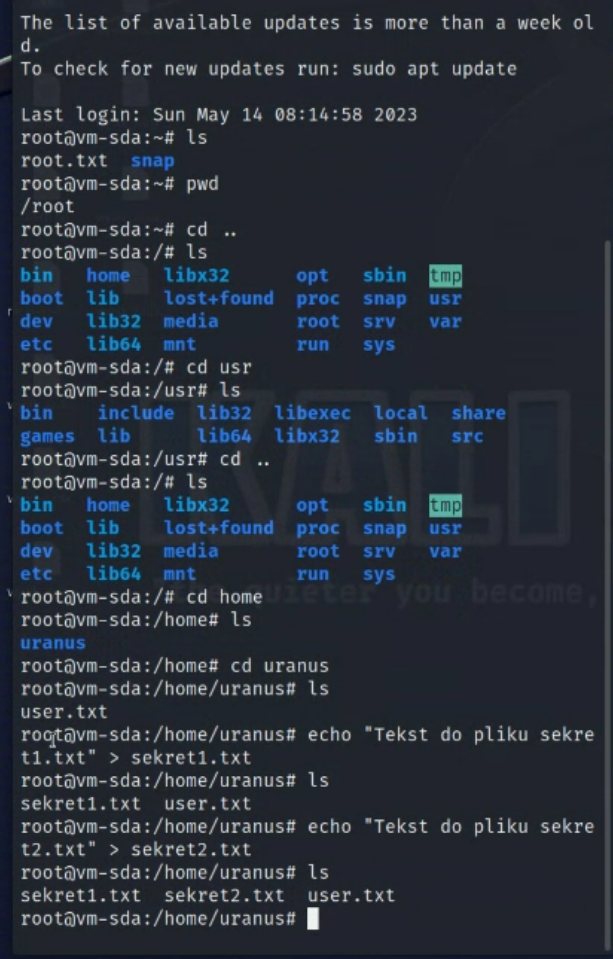 The list of available updates is more than a week ol
d.
To check for new updates run: sudo apt update
Last login: Sun May 14 08:14:58 2023
root@vm-sda:~# ls
root.txt  snap
root@vm-sda:~# pwd
/root
root@vm-sda:~# cd ..
root@vm-sda:/# ls
bin   home   libx32      opt   sbin  tmp
boot  lib    lost+found  proc  snap  usr
dev   lib32  media       root  srv   var
etc   lib64  mnt         run   sys
root@vm-sda:/# cd usr
root@vm-sda:/usr# ls
bin    include  lib32  libexec  local  share
games  lib      lib64  libx32   sbin   src
root@vm-sda:/usr# cd ..
root@vm-sda:/# ls
bin   home   libx32      opt   sbin  tmp
boot  lib    lost+found  proc  snap  usr
dev   lib32  media       root  srv   var
etc   lib64  mnt         run   sys
root@vm-sda:/# cd home
root@vm-sda:/home# ls
uranus
root@vm-sda:/home# cd uranus
root@vm-sda:/home/uranus# ls
user.txt
root@vm-sda:/home/uranus# echo "Tekst do pliku sekre
t1.txt" > sekret1.txt
root@vm-sda:/home/uranus# ls
sekret1.txt  user.txt
root@vm-sda:/home/uranus# echo "Tekst do pliku sekre
t2.txt" > sekret2.txt
root@vm-sda:/home/uranus# ls
sekret1.txt  sekret2.txt  user.txt
root@vm-sda:/home/uranus#
KALI
quieter you become,